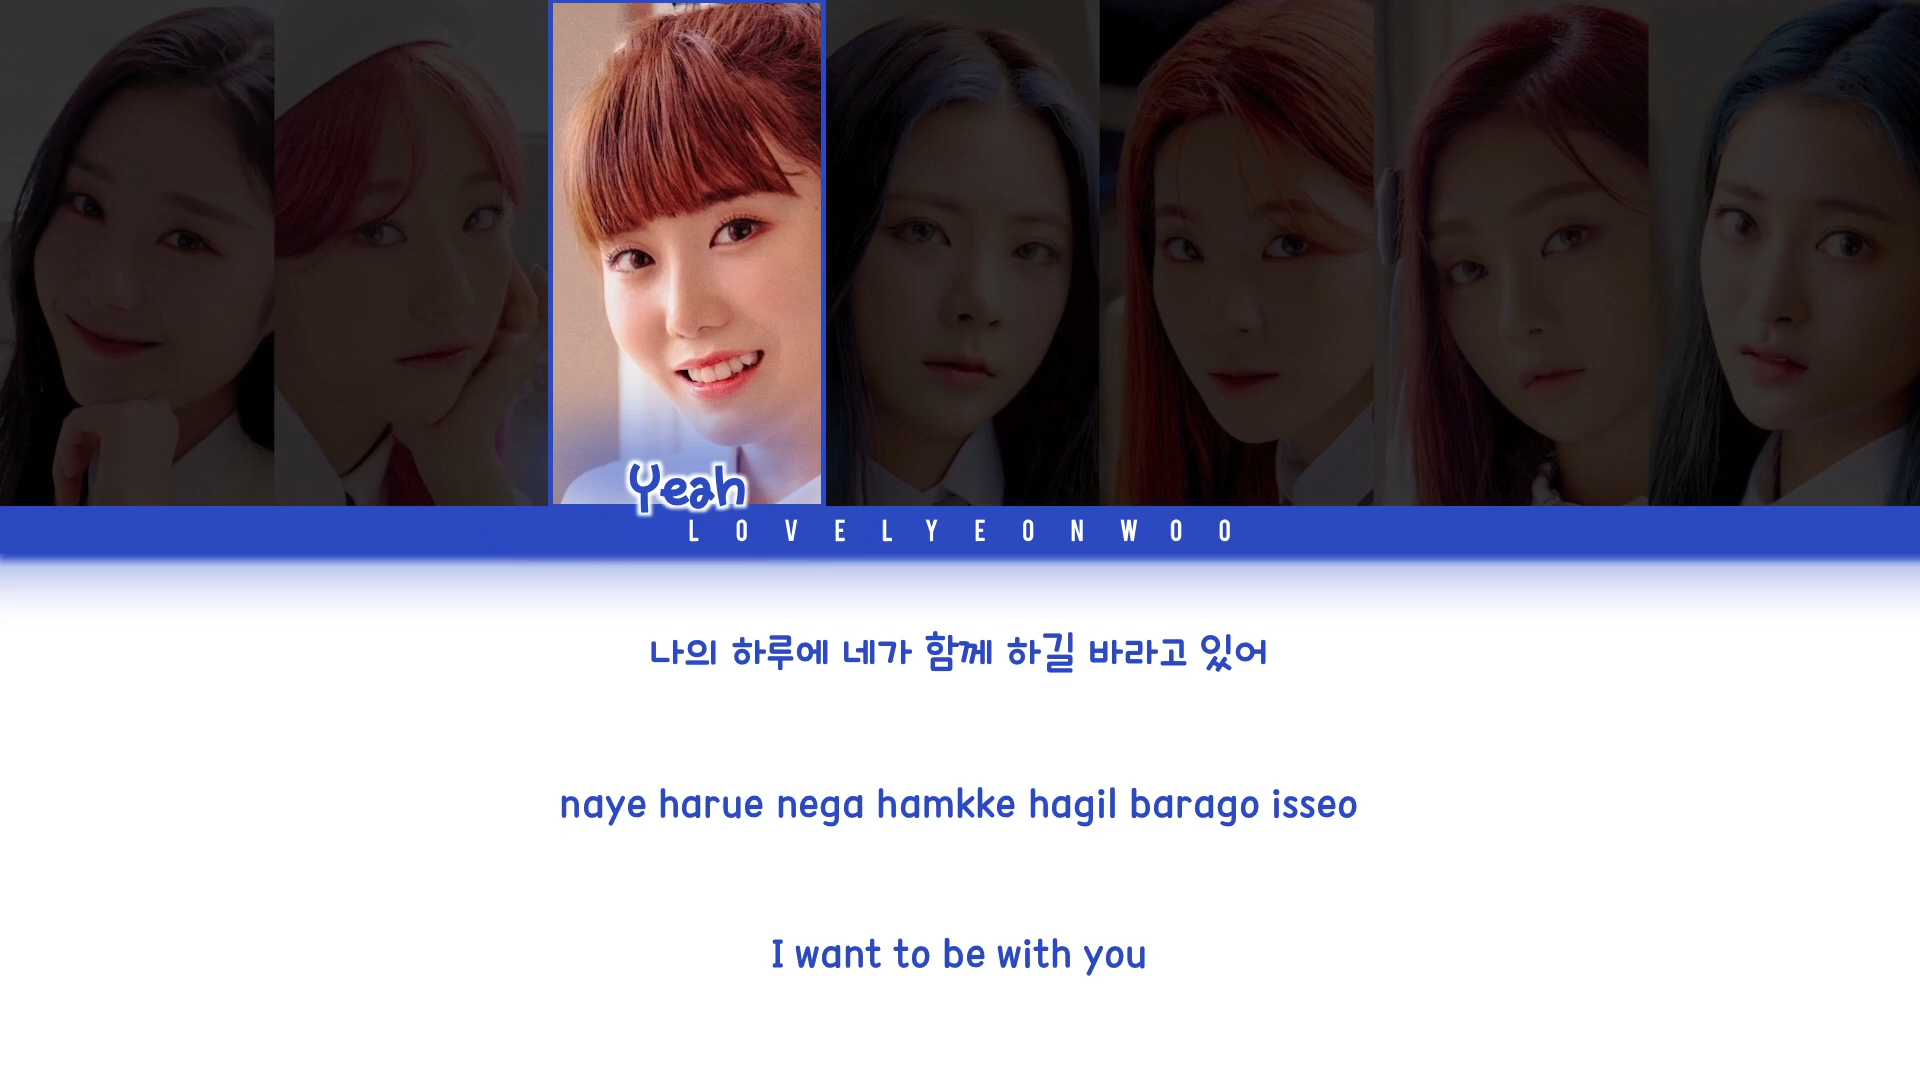 Yeah
LOVELYEONWOO
나의 하루에 네가 함께 하길 바라고 있어
naye harue nega hamkke hagil barago isseo
I want to be with you